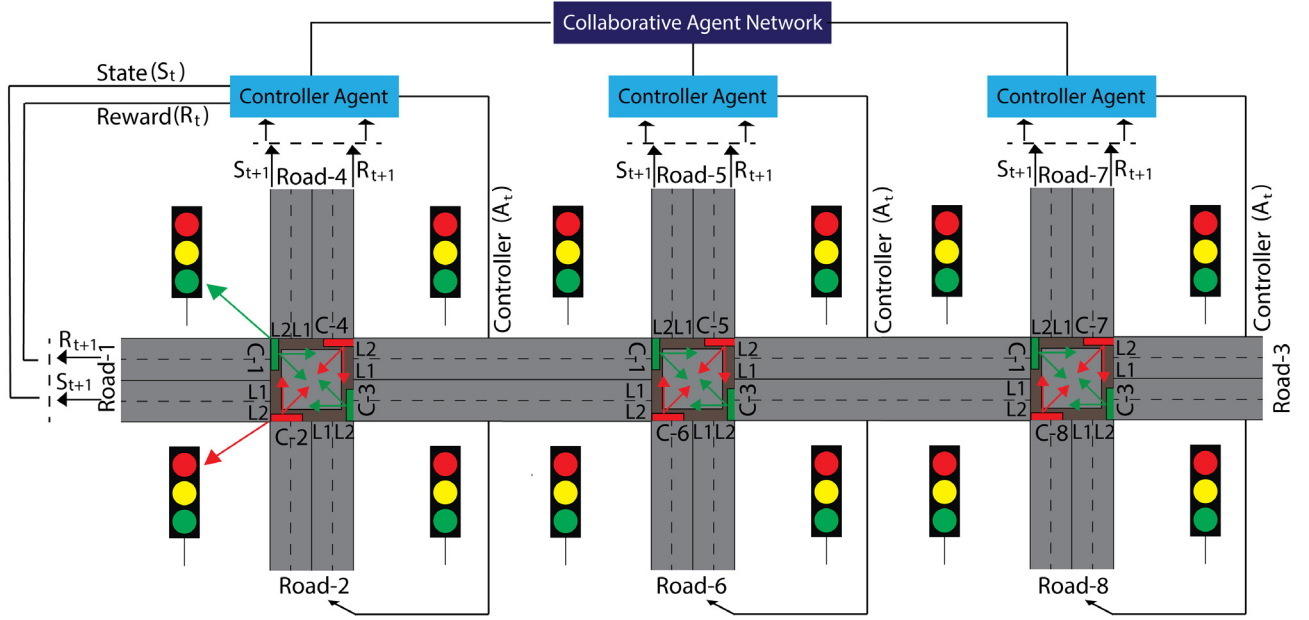 Collaborative Agent Network
State (St)
Controller Agent
Controller Agent
Controller Agent
Reward (Rt)
St+1
Rt+1
St+1
Rt+1
St+1
Rt+1
Road-4
Road-5
Road-7
Controller (At)
Controller (At)
Controller (At)
L2 L1 C-4
L2 L1 C-5
L2 L1 C-7
Rt+1
St+1
Road-1
C-1
L2
L1
L1
L2
C-3
C-1
L2
L1
L1
L2
C-3
C-1
L2
L1
L1
L2
C-3
Road-3
C-2 L1 L2
C-6 L1 L2
C-8 L1 L2
Road-2
Road-6
Road-8